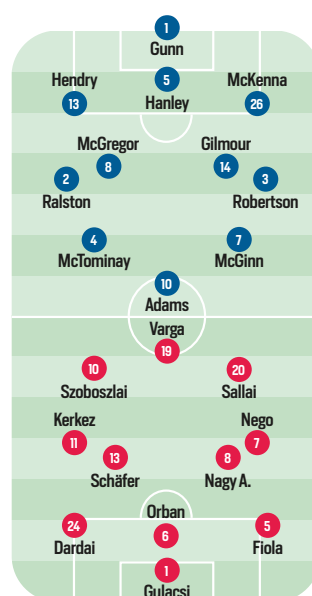 1
Gunn
Hendry
5
McKenna
13
Hanley
26
McGregor
Gilmour
8
14
2
3
Ralston
Robertson
4
7
McTominay
McGinn
10
Adams
Varga
19
10
20
Szoboszlai
Sallai
Kerkez
Nego
11
7
13
8
Schäfer
Nagy A.
Orban
24
6
5
Dardai
Fiola
1
Gulacsi